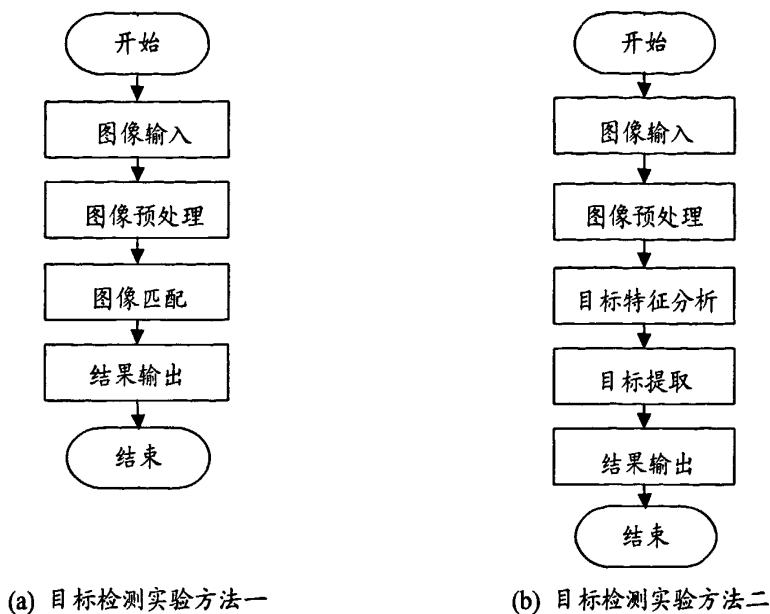 开始
图像输入
图像预处理
图像匹配
结果输出
结束
(a) 目标检测实验方法一
开始
图像输入
图像预处理
目标特征分析
目标提取
结果输出
结束
(b) 目标检测实验方法二